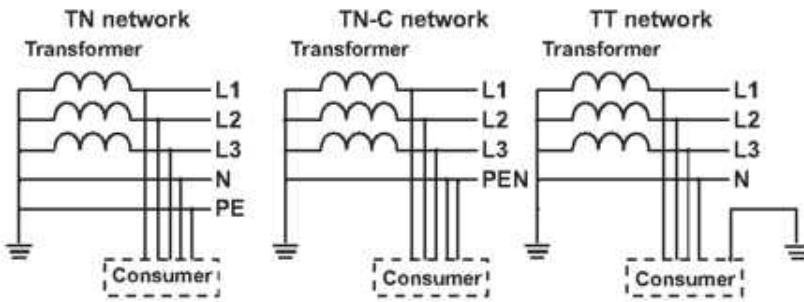 TN network
Transformer
L1
L2
L3
N
PE
Consumer
TN-C network
Transformer
L1
L2
L3
PEN
Consumer
TT network
Transformer
L1
L2
L3
N
Consumer